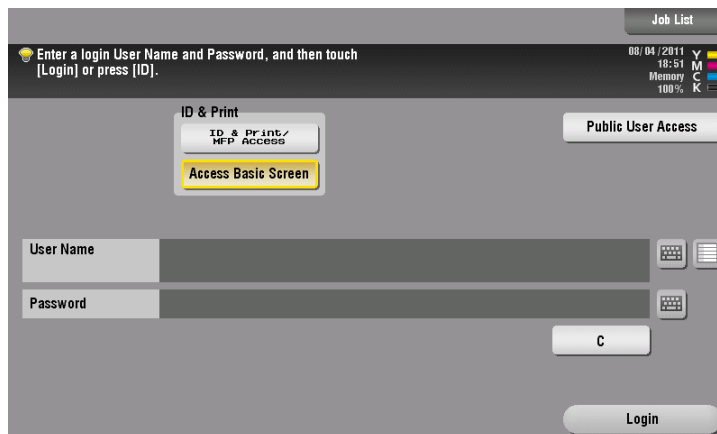 Job List
Enter a login User Name and Password, and then touch
[Login] or press [ID].
08/04/2011
18:51
Memory
100%
Y
M
C
K
ID & Print
ID & Print/
MFP Access
Public User Access
Access Basic Screen
User Name
Password
C
Login